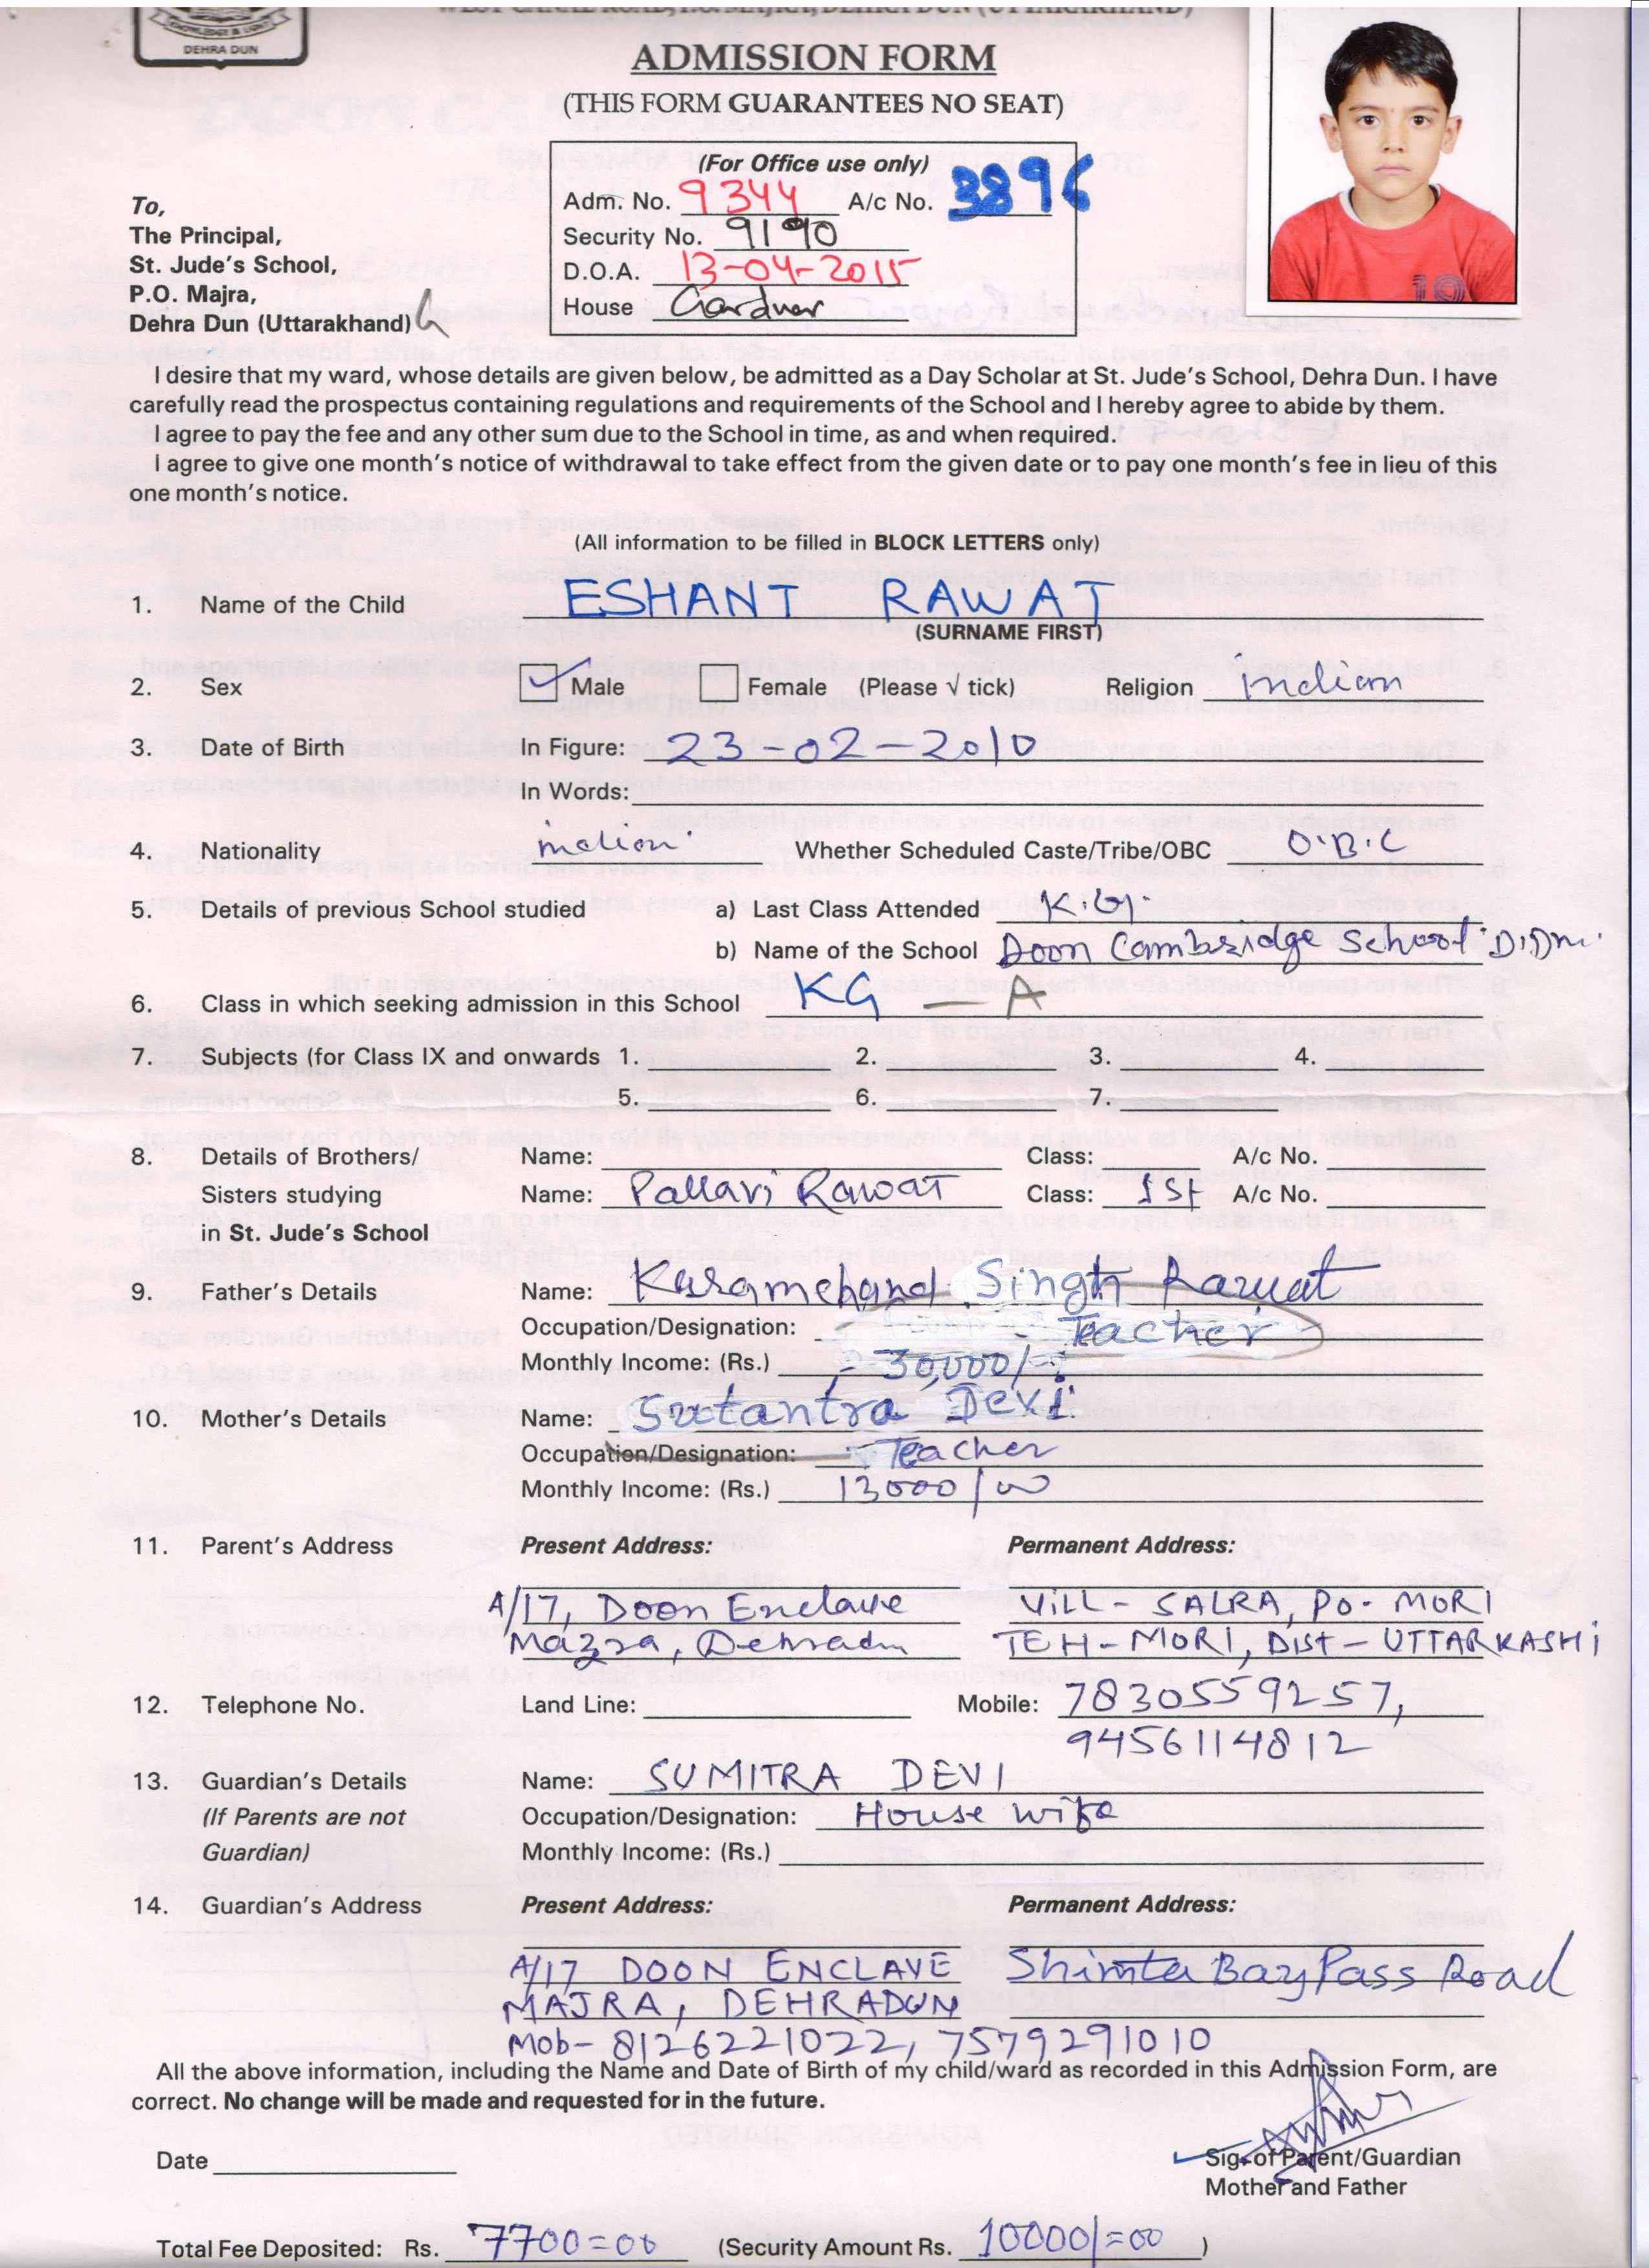 WEST CANAL ROAD, P.O. MAJRA, DEHRA DUN (UTTARAKHAND)
DEHRA DUN
ADMISSION FORM
(THIS FORM GUARANTEES NO SEAT)
(For Office use only)
Adm. No. 9344 A/c No. 3896
Security No. 9190
D.O.A. 13-04-2015
House Gardner
To,
The Principal,
St. Jude's School,
P.O. Majra,
Dehra Dun (Uttarakhand)
I desire that my ward, whose details are given below, be admitted as a Day Scholar at St. Jude's School, Dehra Dun. I have
carefully read the prospectus containing regulations and requirements of the School and I hereby agree to abide by them.
I agree to pay the fee and any other sum due to the School in time, as and when required.
I agree to give one month's notice of withdrawal to take effect from the given date or to pay one month's fee in lieu of this
one month's notice.
(All information to be filled in BLOCK LETTERS only)
1. Name of the Child ESHANT RAWAT
(SURNAME FIRST)
2. Sex Male Female (Please √ tick) Religion indian
3. Date of Birth In Figure: 23-02-2010
In Words:
4. Nationality indian Whether Scheduled Caste/Tribe/OBC O.B.C
5. Details of previous School studied a) Last Class Attended K.G.
b) Name of the School Doon Cambridge School D.Dn.
6. Class in which seeking admission in this School KG - A
7. Subjects (for Class IX and onwards 1. 2. 3. 4.
5. 6. 7.
8. Details of Brothers/ Name: Class: A/c No.
Sisters studying Name: Pallavi Rawat Class: 1st A/c No.
in St. Jude's School
9. Father's Details Name: Karamchand Singh Rawat
Occupation/Designation: Teacher
Monthly Income: (Rs.) 30,000/-
10. Mother's Details Name: Sutantra Devi
Occupation/Designation: Teacher
Monthly Income: (Rs.) 13000/00
11. Parent's Address Present Address: Permanent Address:
A/17, Doon Enclave VILL- SALRA, PO- MORI
Mazra, Dehradun TEH-MORI, Dist- UTTARKASHi
12. Telephone No. Land Line: Mobile: 7830559257,
9456114812
13. Guardian's Details Name: SUMITRA DEVI
(If Parents are not Occupation/Designation: House wife
Guardian) Monthly Income: (Rs.)
14. Guardian's Address Present Address: Permanent Address:
A/17 DOON ENCLAVE Shimla Bay Pass Road
MAJRA, DEHRADUN
Mob- 8126221022, 7579291010
All the above information, including the Name and Date of Birth of my child/ward as recorded in this Admission Form, are
correct. No change will be made and requested for in the future.
Date
Sig. of Parent/Guardian
Mother and Father
Total Fee Deposited: Rs. 7700=00 (Security Amount Rs. 10000/=00 )